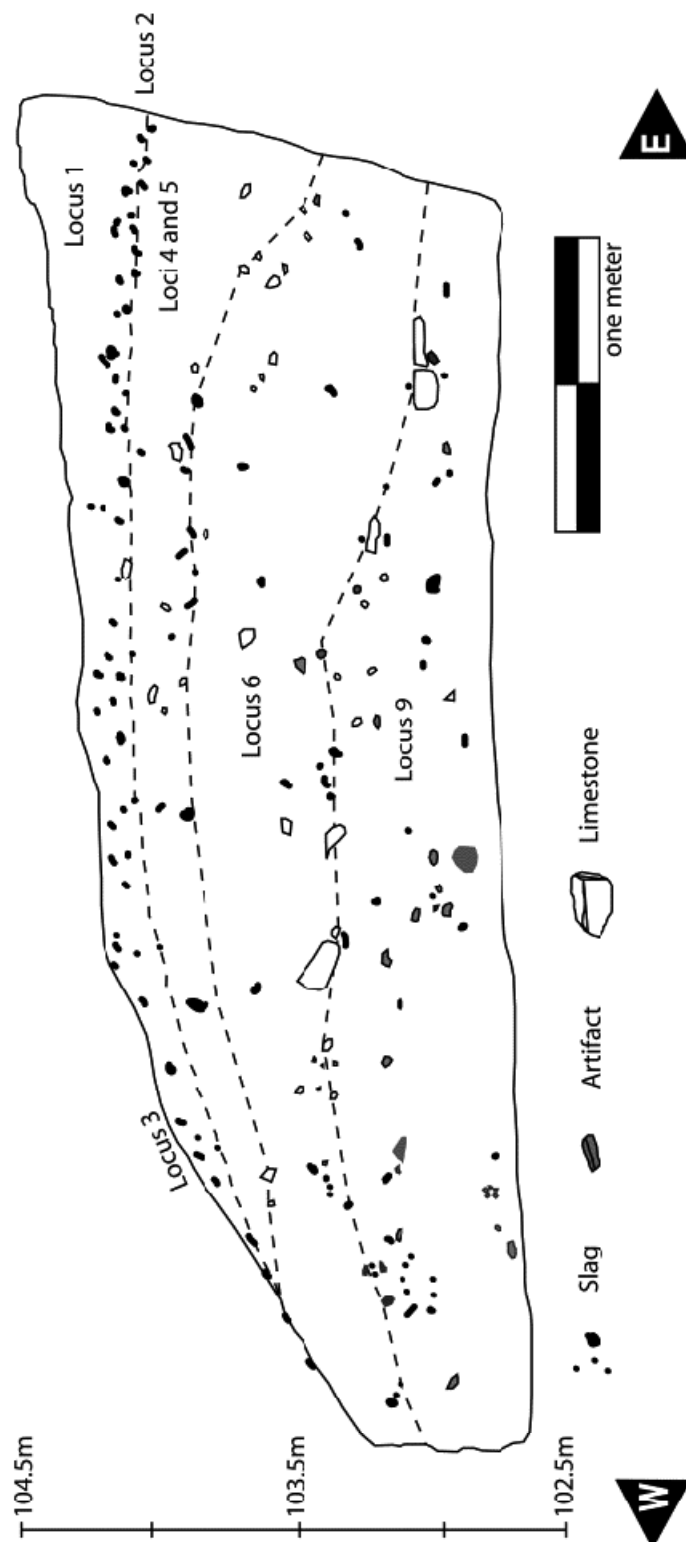 104.5m
103.5m
102.5m
Locus 1
Locus 2
Locus 3
Loci 4 and 5
Locus 6
Locus 9
W
E
Slag
Artifact
Limestone
one meter